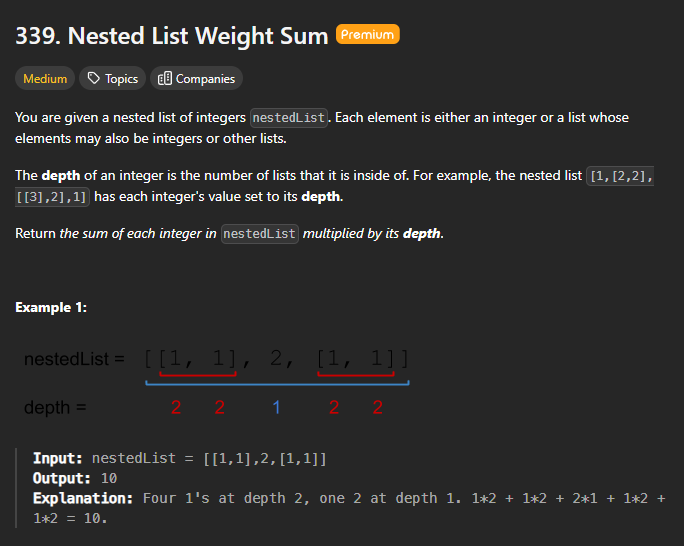 339. Nested List Weight Sum Premium
Medium Topics Companies
You are given a nested list of integers nestedList. Each element is either an integer or a list whose
elements may also be integers or other lists.
The depth of an integer is the number of lists that it is inside of. For example, the nested list [1,[2,2],
[[3],2],1] has each integer's value set to its depth.
Return the sum of each integer in nestedList multiplied by its depth.
Example 1:
nestedList = [[1, 1], 2, [1, 1]]
depth = 2 2 1 2 2
Input: nestedList = [[1,1],2,[1,1]]
Output: 10
Explanation: Four 1's at depth 2, one 2 at depth 1. 1*2 + 1*2 + 2*1 + 1*2 +
1*2 = 10.